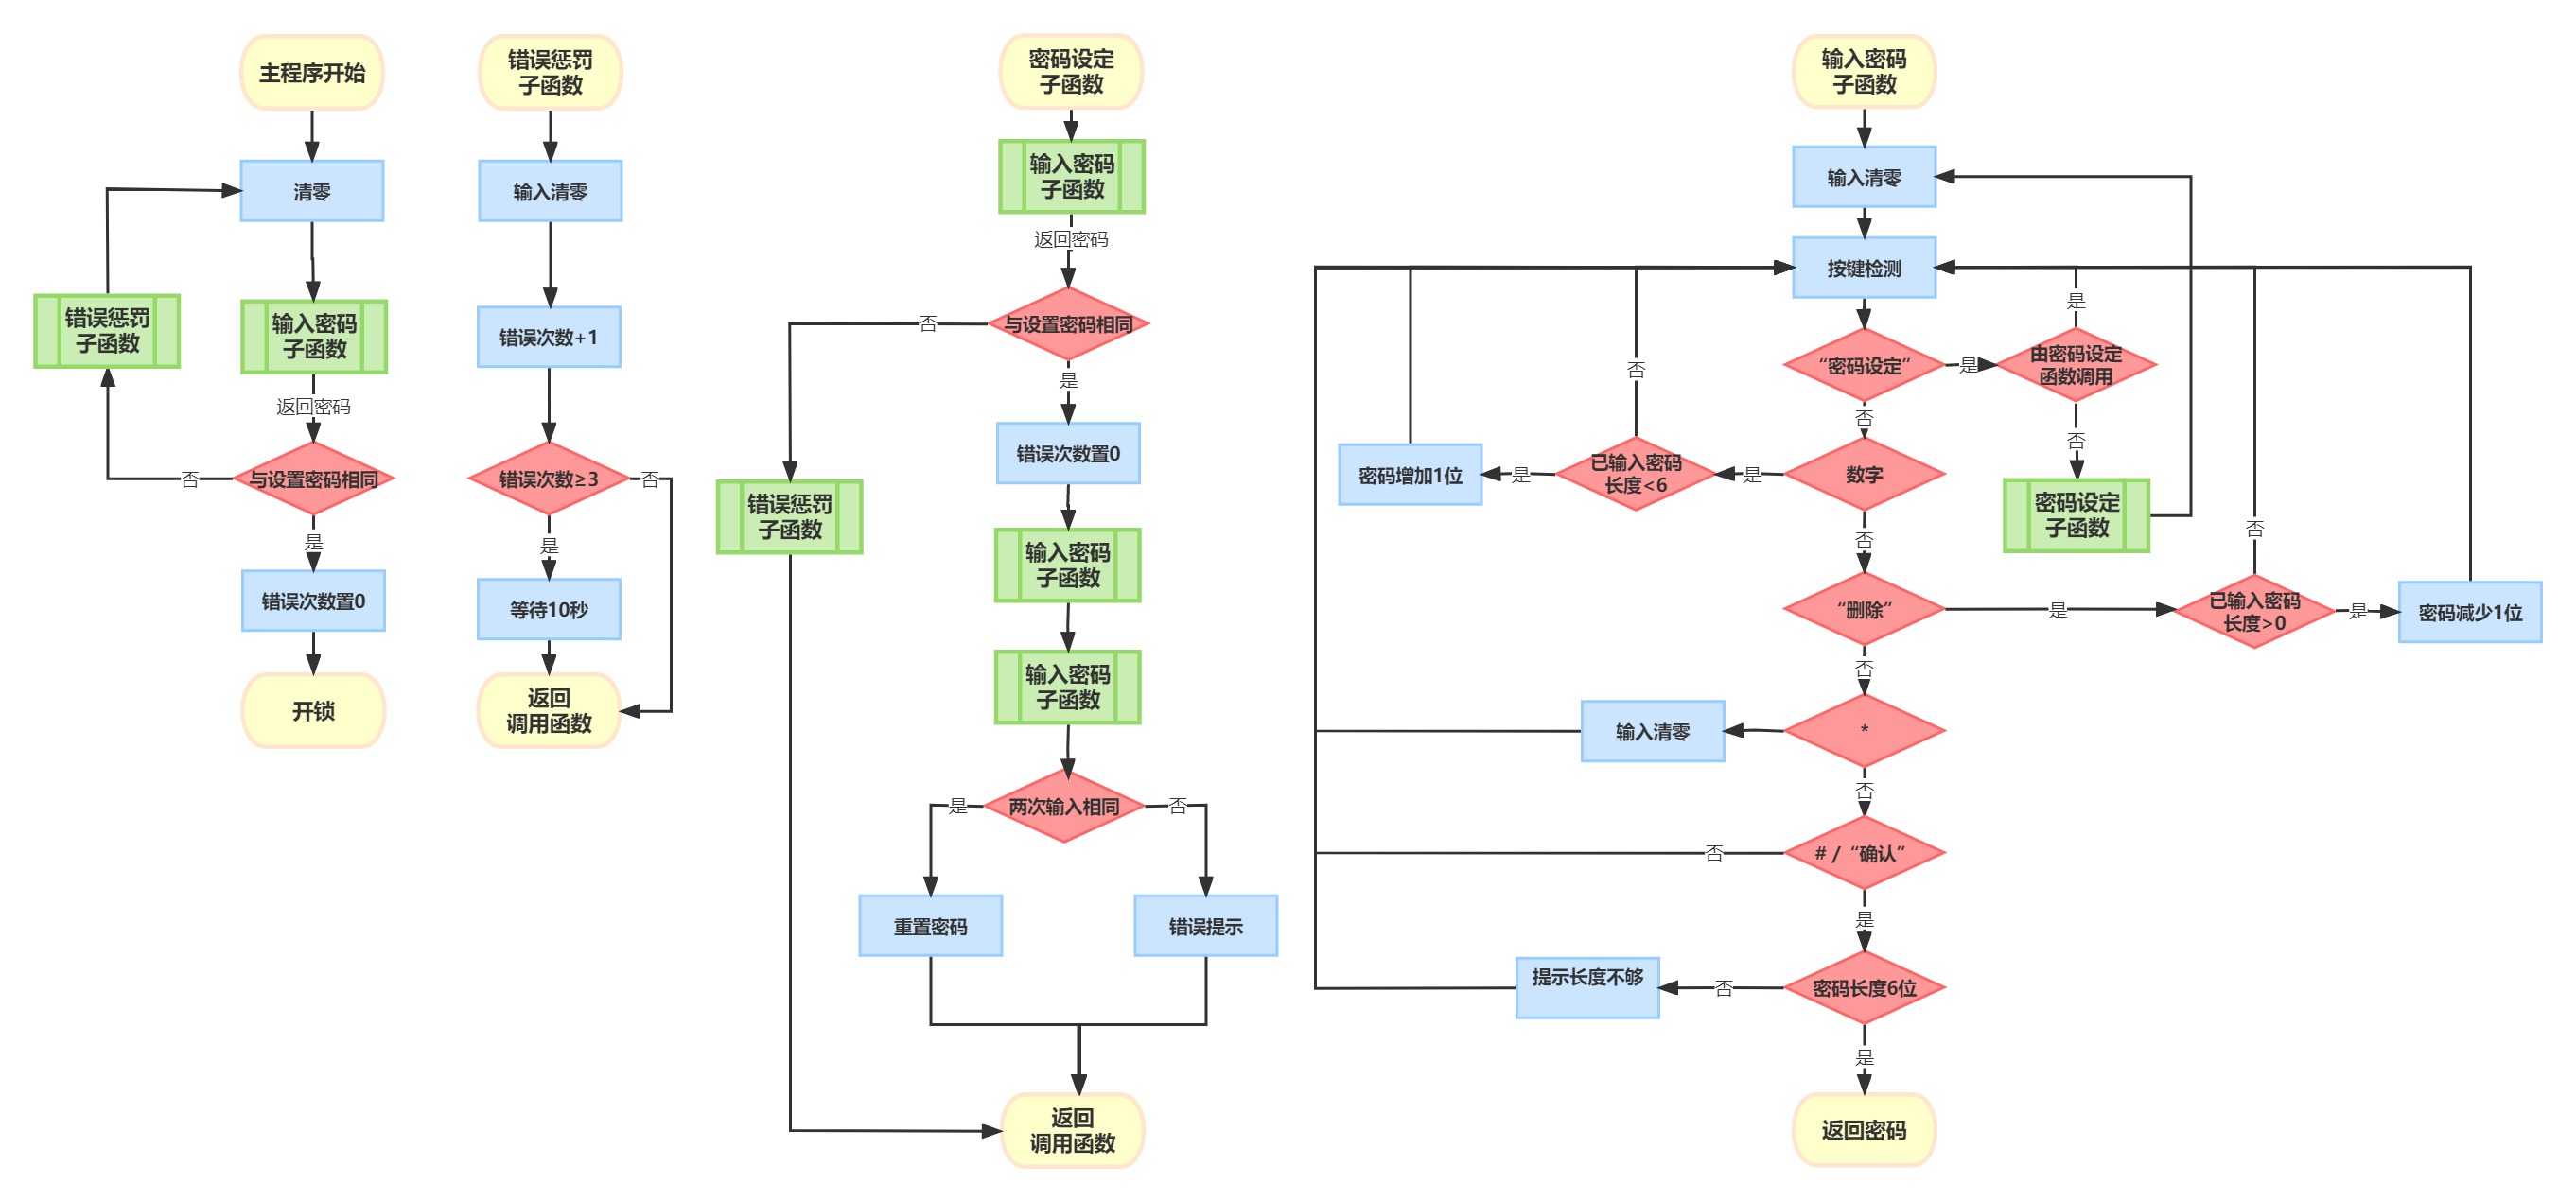 主程序开始
清零
错误惩罚
子函数
输入密码
子函数
返回密码
与设置密码相同
否
是
错误次数置0
开锁
错误惩罚
子函数
输入清零
错误次数+1
错误次数≥3
否
是
等待10秒
返回
调用函数
密码设定
子函数
输入密码
子函数
返回密码
与设置密码相同
否
是
错误次数置0
错误惩罚
子函数
输入密码
子函数
输入密码
子函数
两次输入相同
是
否
重置密码
错误提示
返回
调用函数
输入密码
子函数
输入清零
按键检测
“密码设定”
是
由密码设定
函数调用
是
否
密码设定
子函数
否
数字
是
已输入密码
长度<6
否
是
密码增加1位
否
“删除”
是
已输入密码
长度>0
否
是
密码减少1位
否
*
输入清零
否
# / “确认”
否
是
密码长度6位
否
提示长度不够
是
返回密码